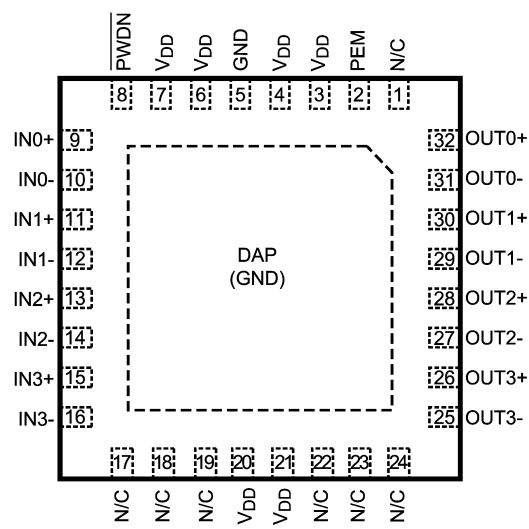 PWDN VDD VDD GND VDD VDD PEM N/C
8 7 6 5 4 3 2 1
IN0+ 9 32 OUT0+
IN0- 10 31 OUT0-
IN1+ 11 30 OUT1+
IN1- 12 29 OUT1-
DAP
(GND)
IN2+ 13 28 OUT2+
IN2- 14 27 OUT2-
IN3+ 15 26 OUT3+
IN3- 16 25 OUT3-
17 18 19 20 21 22 23 24
N/C N/C N/C VDD VDD N/C N/C N/C